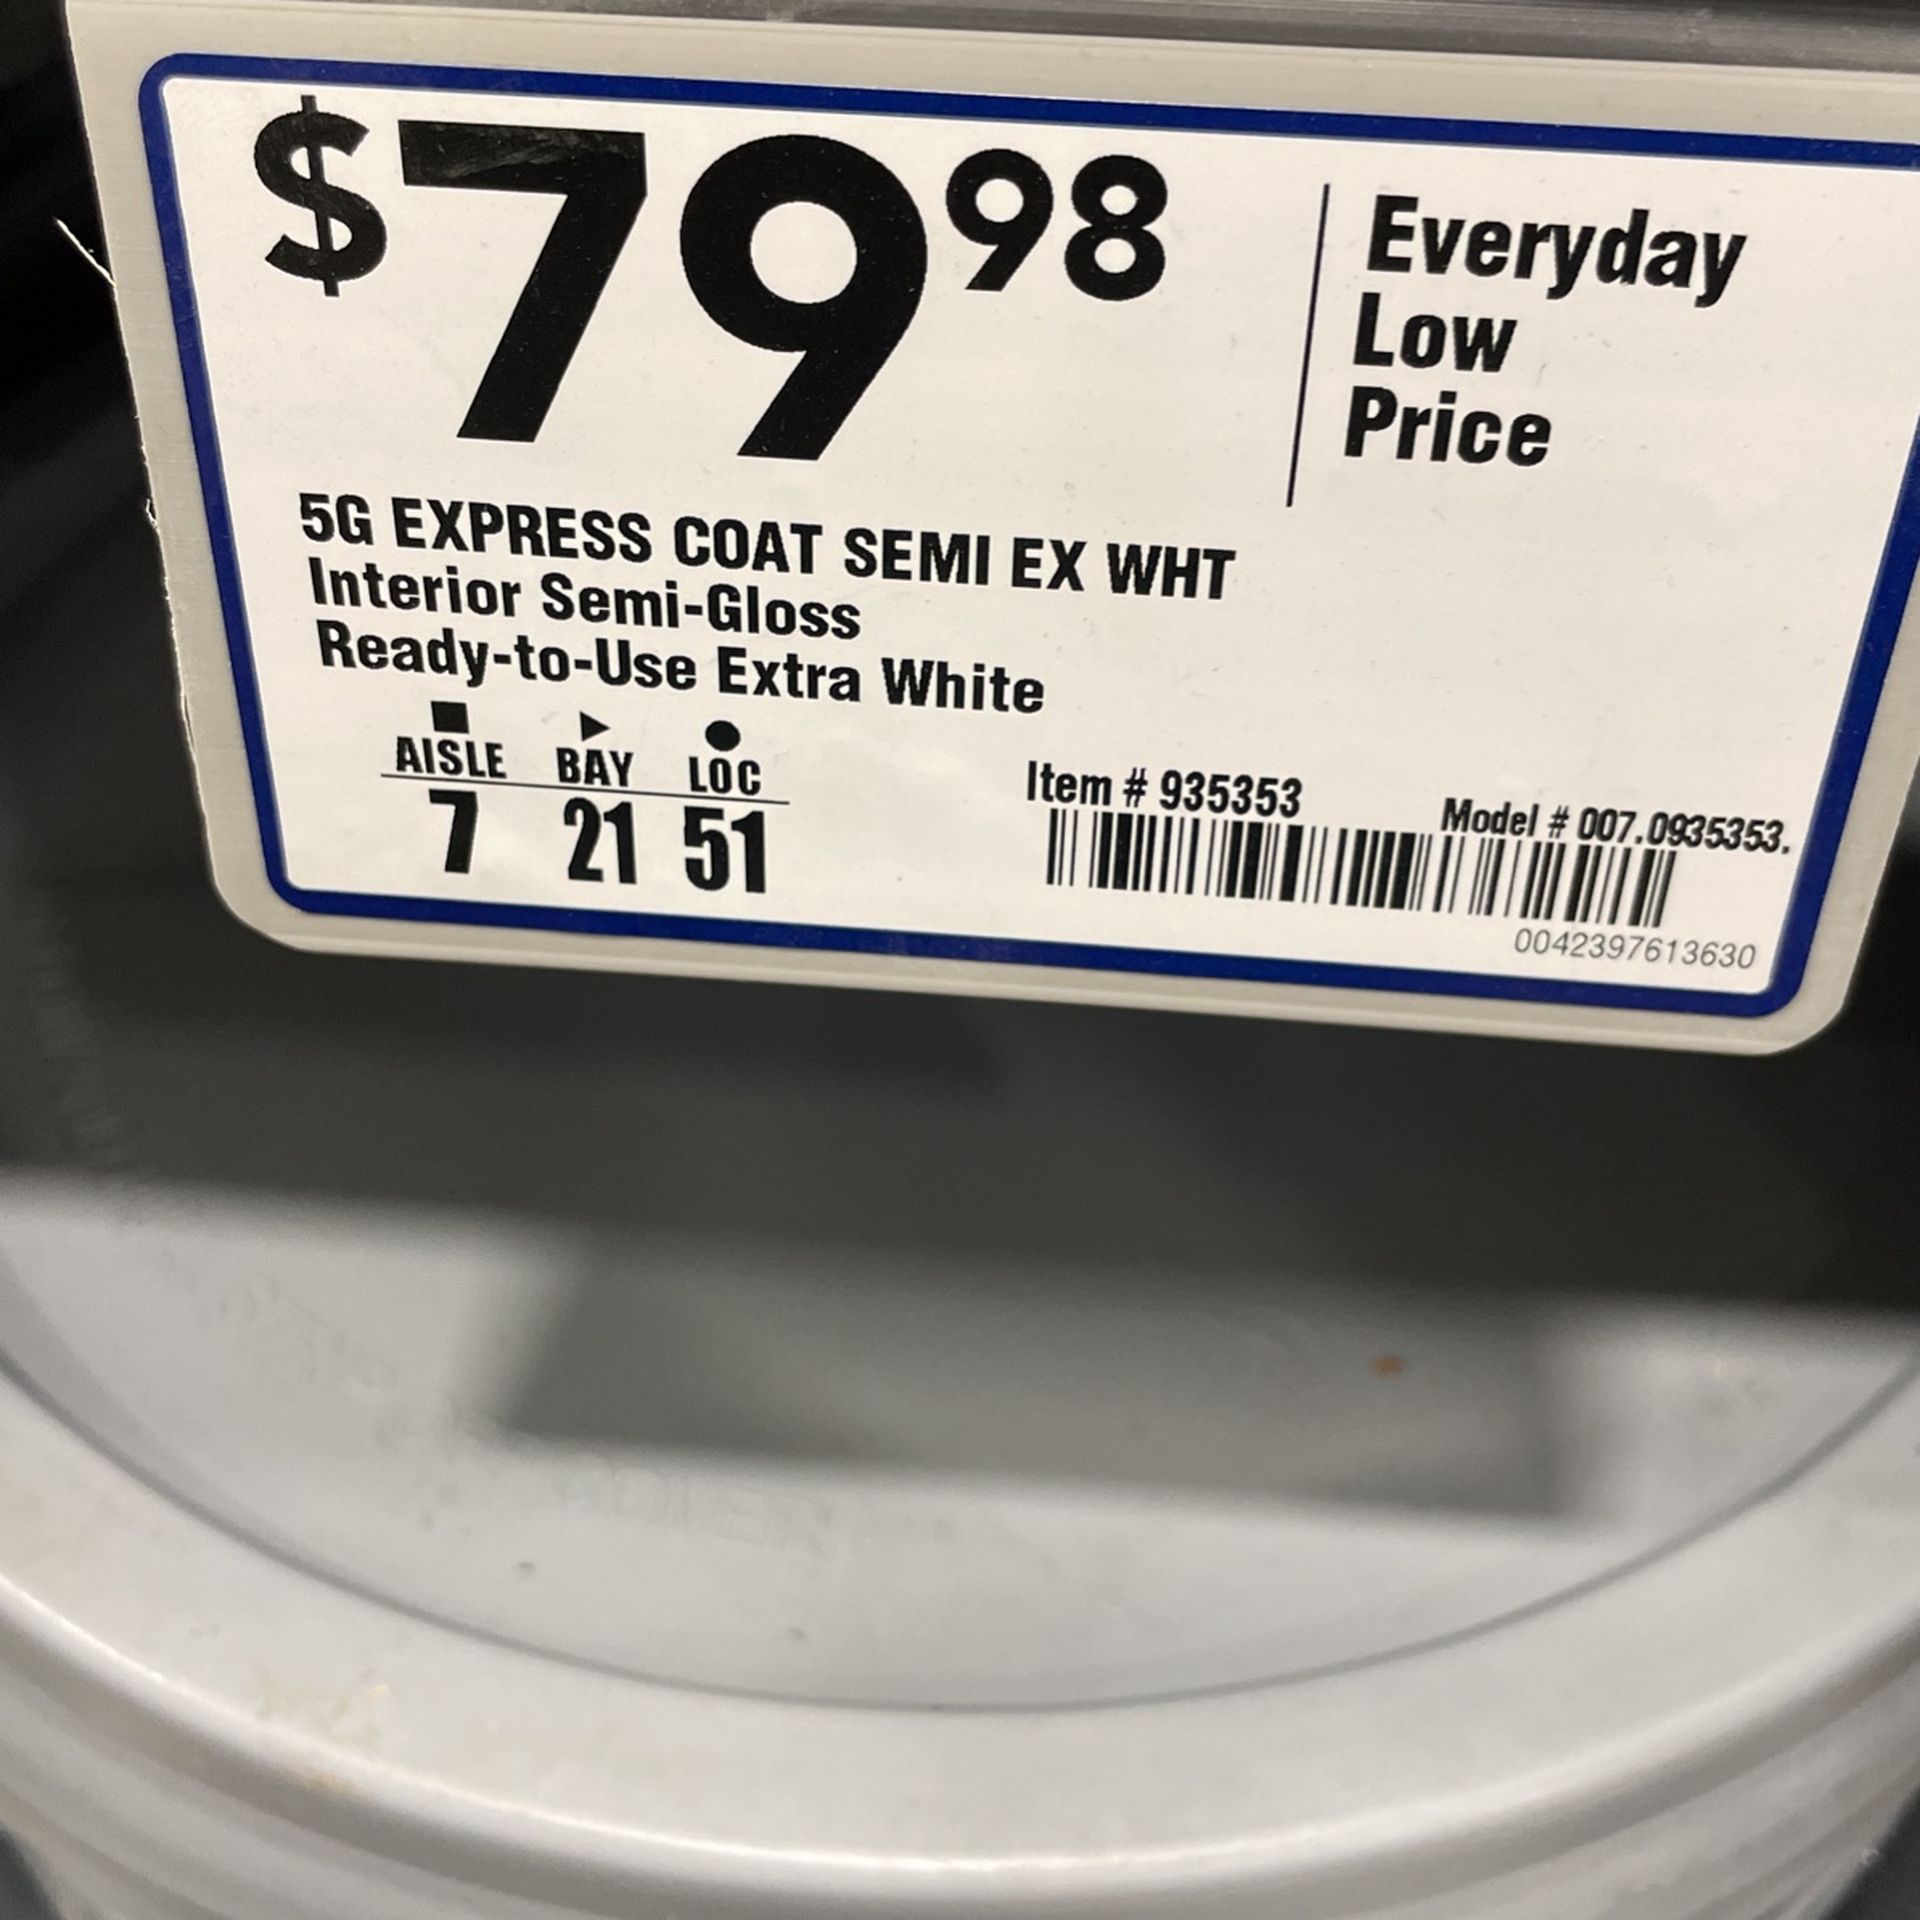 $79 98
Everyday
Low
Price
5G EXPRESS COAT SEMI EX WHT
Interior Semi-Gloss
Ready-to-Use Extra White
AISLE BAY LOC
7 21 51
Item # 935353
Model # 007.0935353.
0042397613630